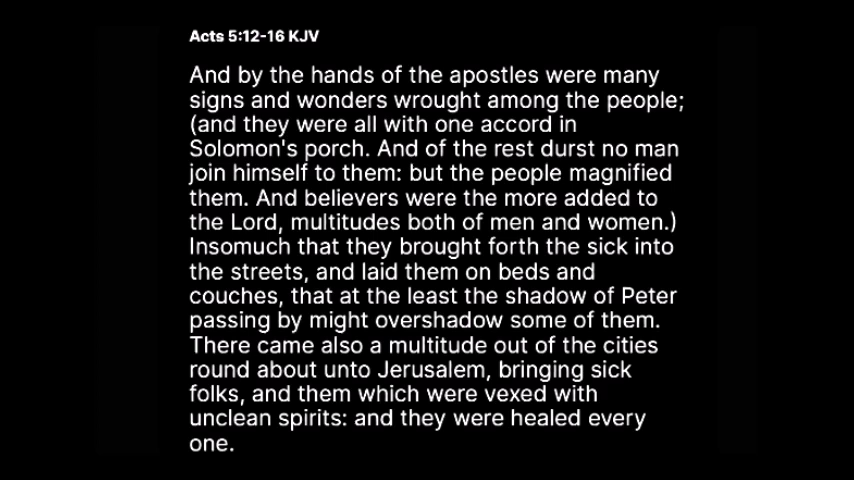 Acts 5:12-16 KJV
And by the hands of the apostles were many
signs and wonders wrought among the people;
(and they were all with one accord in
Solomon's porch. And of the rest durst no man
join himself to them: but the people magnified
them. And believers were the more added to
the Lord, multitudes both of men and women.)
Insomuch that they brought forth the sick into
the streets, and laid them on beds and
couches, that at the least the shadow of Peter
passing by might overshadow some of them.
There came also a multitude out of the cities
round about unto Jerusalem, bringing sick
folks, and them which were vexed with
unclean spirits: and they were healed every
one.